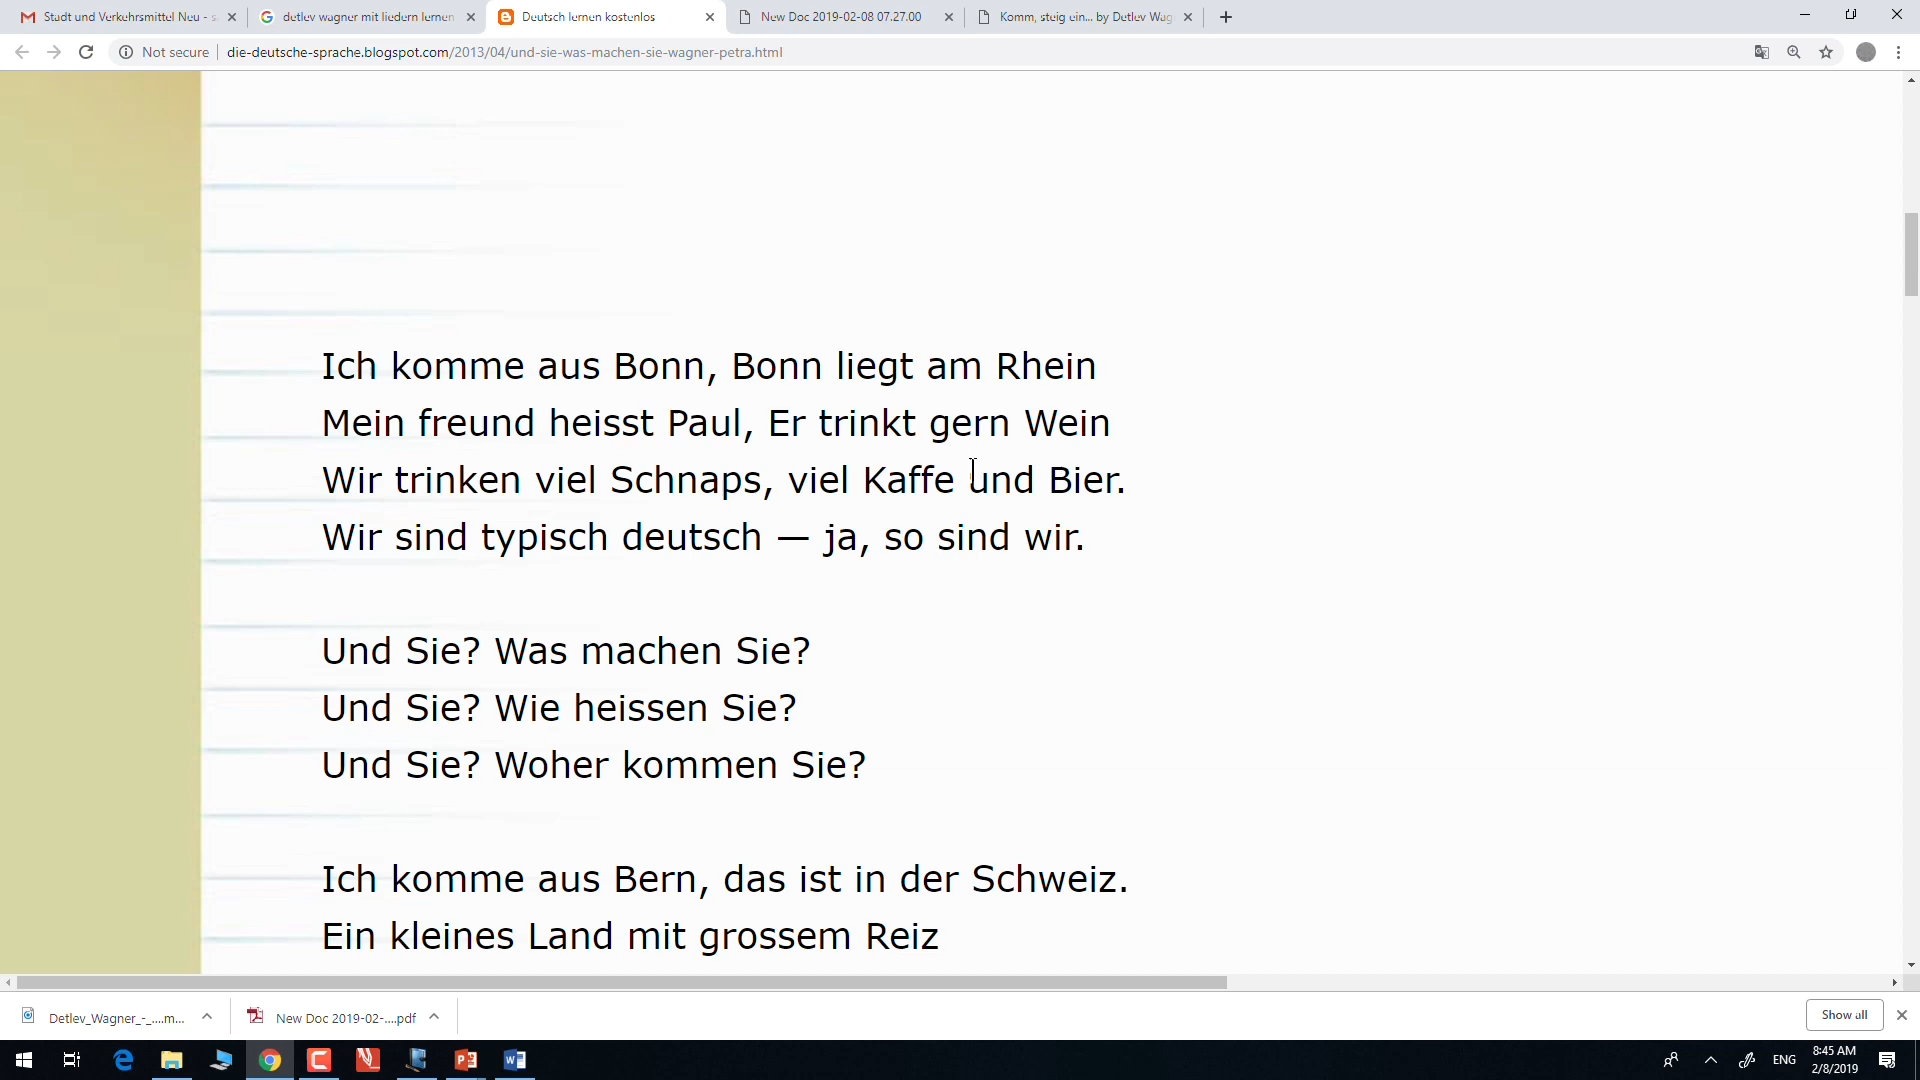 Stadt und Verkehrsmittel Neu - s
detlev wagner mit liedern lernen
Deutsch lernen kostenlos
New Doc 2019-02-08 07.27.00
Komm, steig ein... by Detlev Wag
Not secure
die-deutsche-sprache.blogspot.com/2013/04/und-sie-was-machen-sie-wagner-petra.html
Ich komme aus Bonn, Bonn liegt am Rhein
Mein freund heisst Paul, Er trinkt gern Wein
Wir trinken viel Schnaps, viel Kaffe und Bier.
Wir sind typisch deutsch — ja, so sind wir.
Und Sie? Was machen Sie?
Und Sie? Wie heissen Sie?
Und Sie? Woher kommen Sie?
Ich komme aus Bern, das ist in der Schweiz.
Ein kleines Land mit grossem Reiz
Detlev_Wagner_-_....m...
New Doc 2019-02-....pdf
Show all
ENG
8:45 AM
2/8/2019